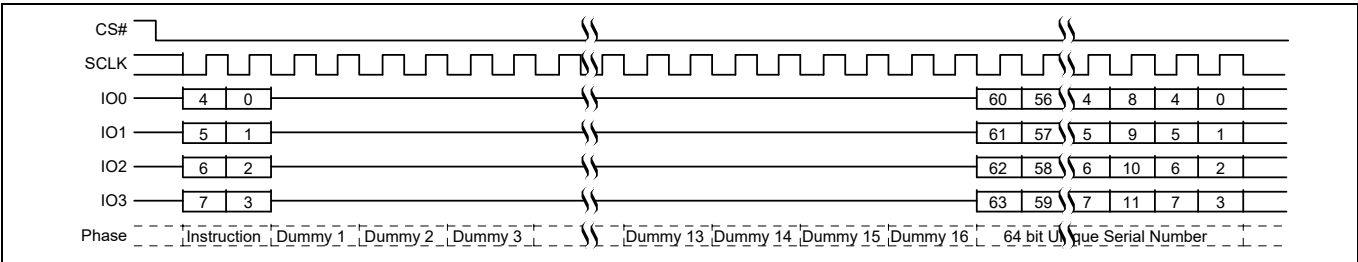 CS#
SCLK
IO0 4 0 60 56 4 8 4 0
IO1 5 1 61 57 5 9 5 1
IO2 6 2 62 58 6 10 6 2
IO3 7 3 63 59 7 11 7 3
Phase Instruction Dummy 1 Dummy 2 Dummy 3 Dummy 13 Dummy 14 Dummy 15 Dummy 16 64 bit Unique Serial Number